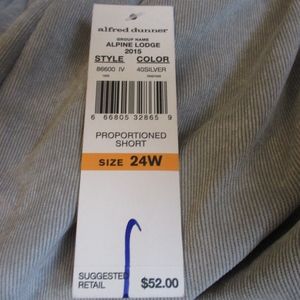 alfred dunner
GROUP NAME
ALPINE LODGE
2015
STYLE COLOR
86600 IV 40SILVER
6 66805 32865 9
PROPORTIONED
SHORT
SIZE 24W
SUGGESTED
RETAIL $52.00